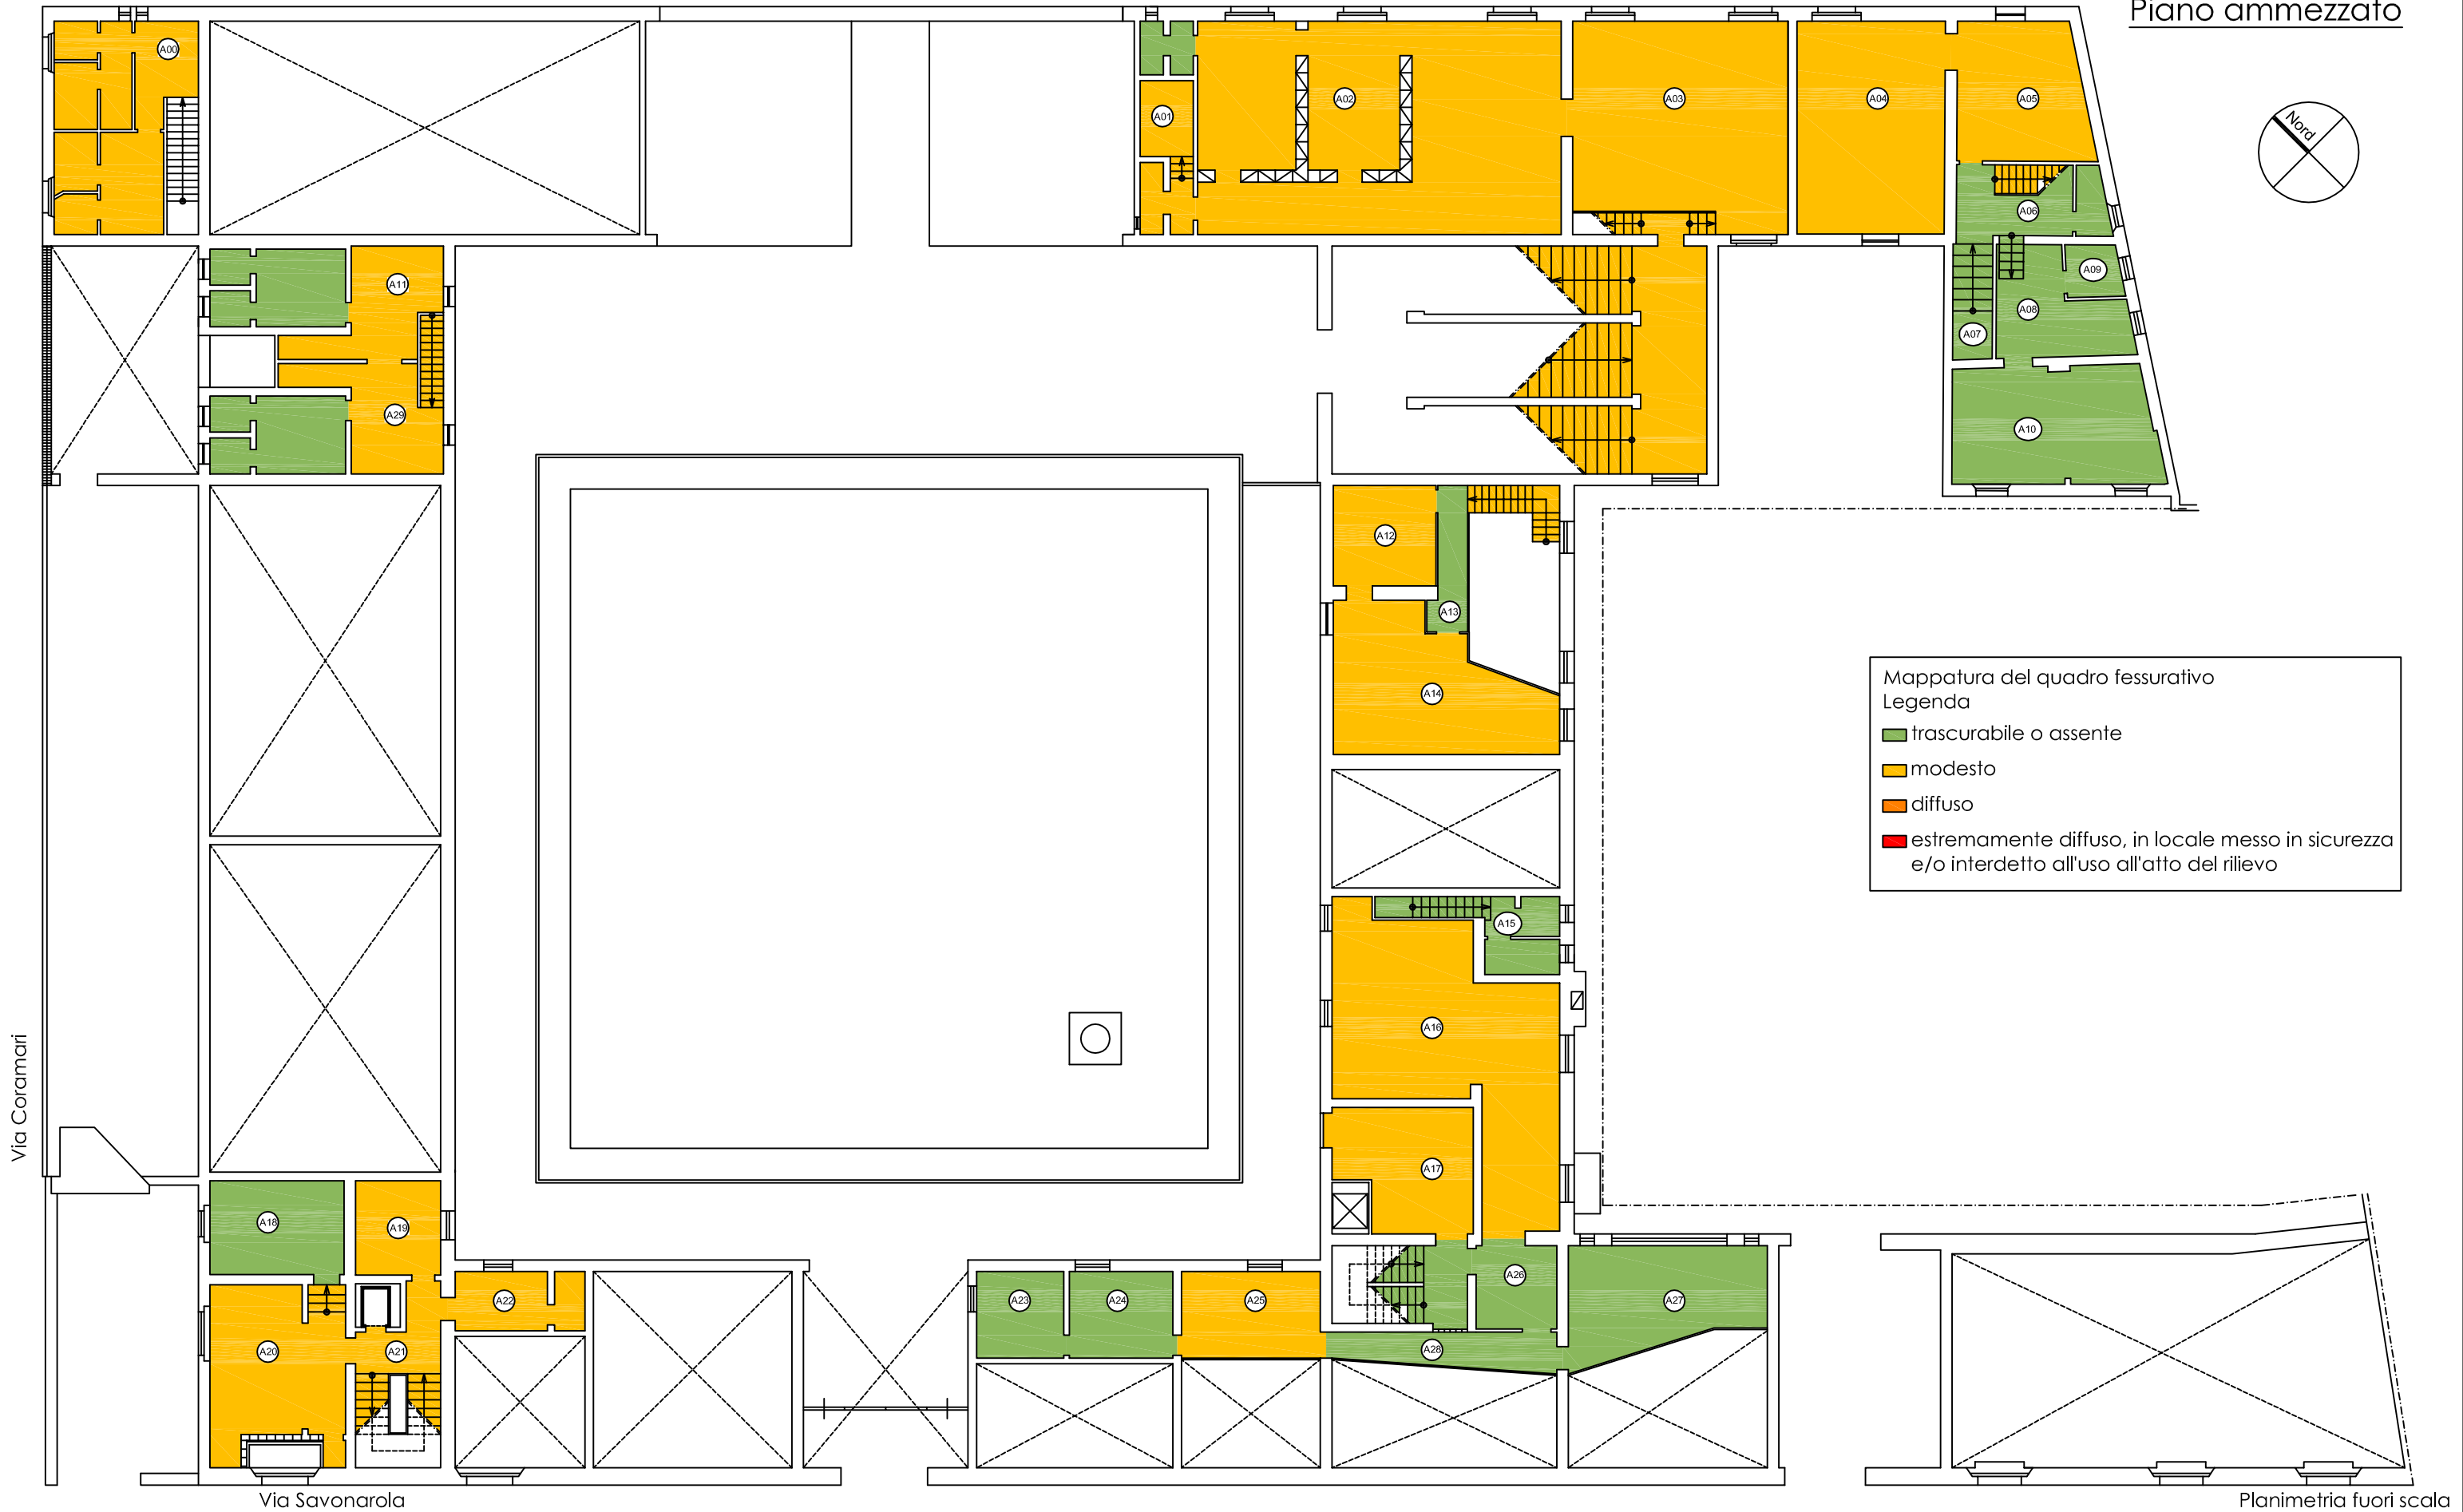 Piano ammezzato
Nord
A00
A01
A02
A03
A04
A05
A06
A07
A08
A09
A10
A11
A29
A12
A13
A14
A15
A16
A17
A18
A19
A20
A21
A22
A23
A24
A25
A26
A27
A28
Mappatura del quadro fessurativo
Legenda
trascurabile o assente
modesto
diffuso
estremamente diffuso, in locale messo in sicurezza
e/o interdetto all'uso all'atto del rilievo
Via Coramari
Via Savonarola
Planimetria fuori scala